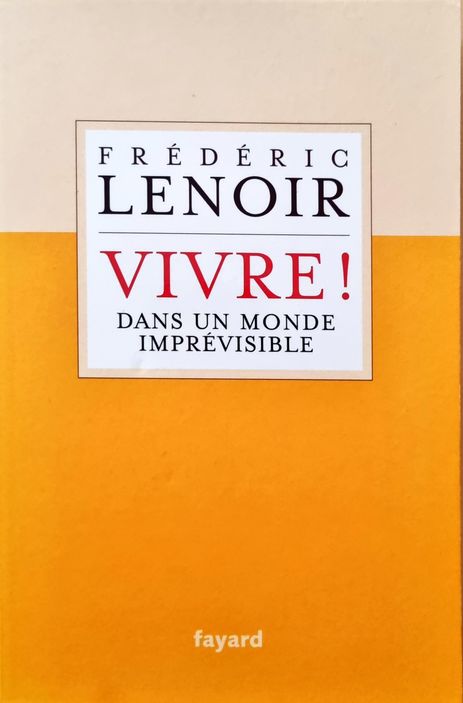 FRÉDÉRIC
LENOIR
VIVRE !
DANS UN MONDE
IMPRÉVISIBLE
fayard